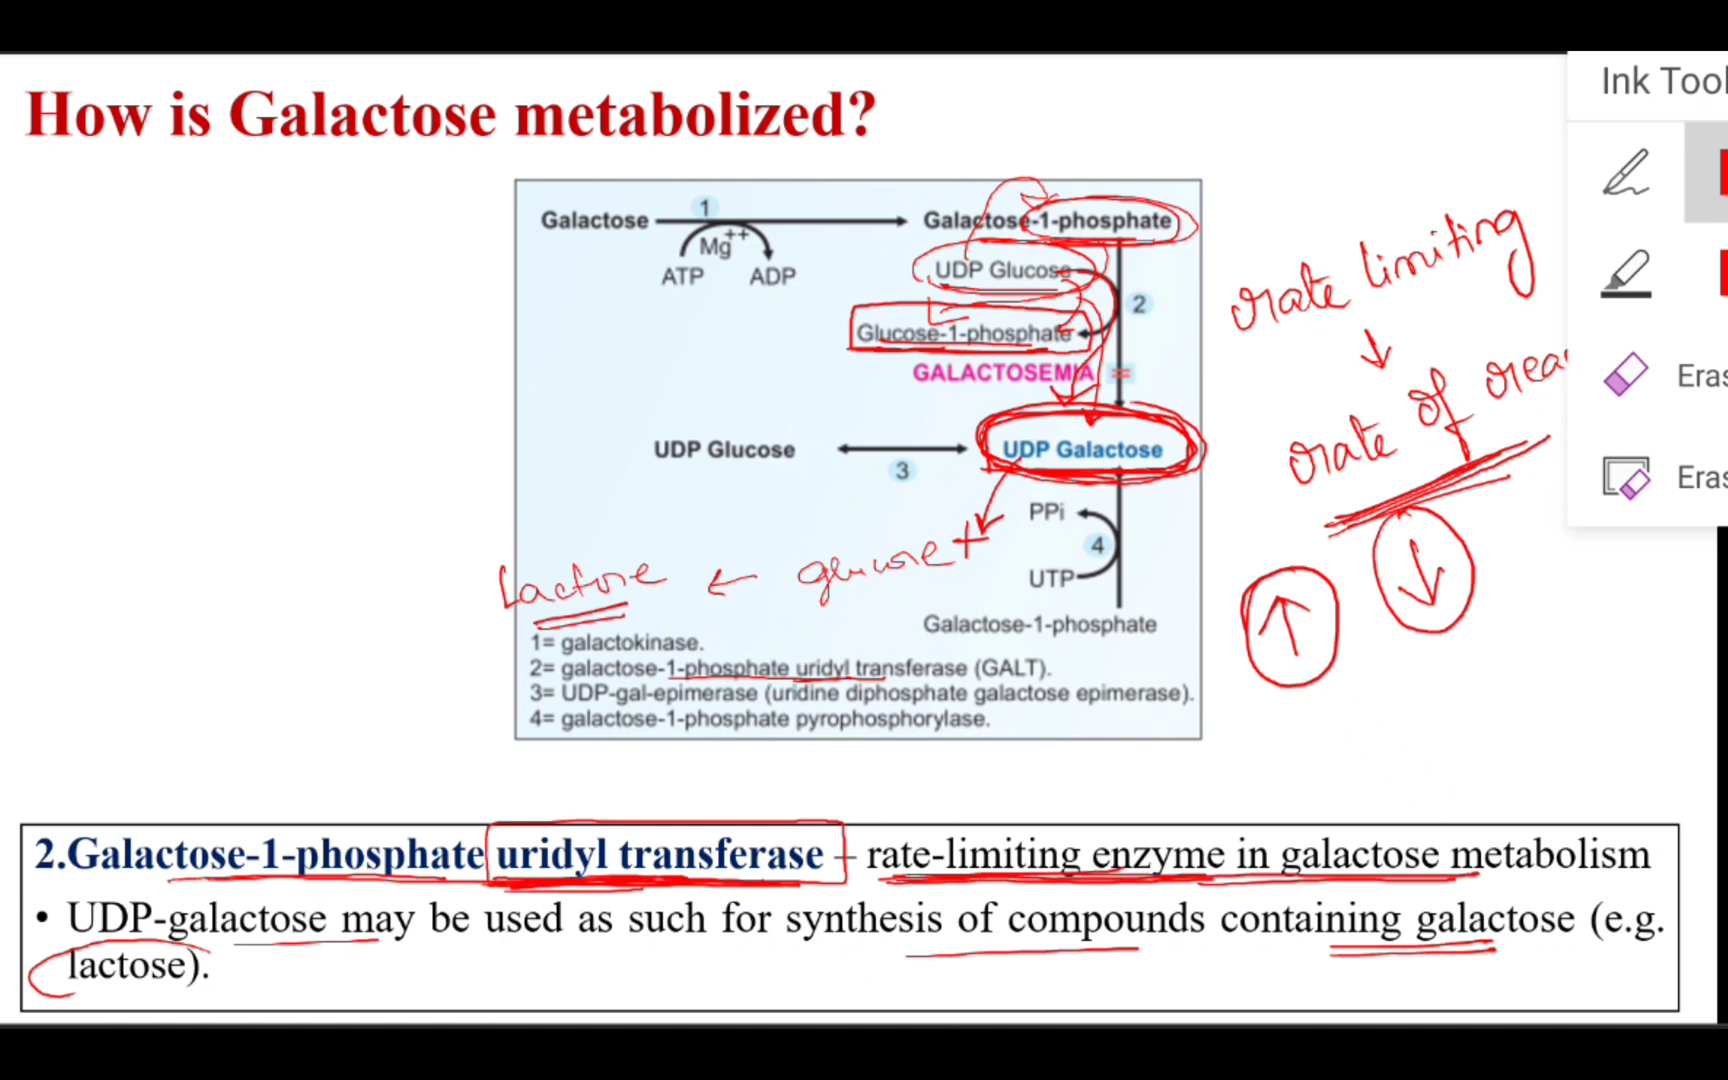 Ink Tool
How is Galactose metabolized?
1
Galactose
Galactose-1-phosphate
Mg++
ATP
ADP
UDP Glucose
2
Glucose-1-phosphate
GALACTOSEMIA =
UDP Glucose
UDP Galactose
3
PPi
4
UTP
Galactose-1-phosphate
1= galactokinase.
2= galactose-1-phosphate uridyl transferase (GALT).
3= UDP-gal-epimerase (uridine diphosphate galactose epimerase).
4= galactose-1-phosphate pyrophosphorylase.
rate limiting
↓
rate of reac
↑ ↓
Lactose ← glucose +
Eras
Eras
2.Galactose-1-phosphate uridyl transferase – rate-limiting enzyme in galactose metabolism
• UDP-galactose may be used as such for synthesis of compounds containing galactose (e.g.
lactose).